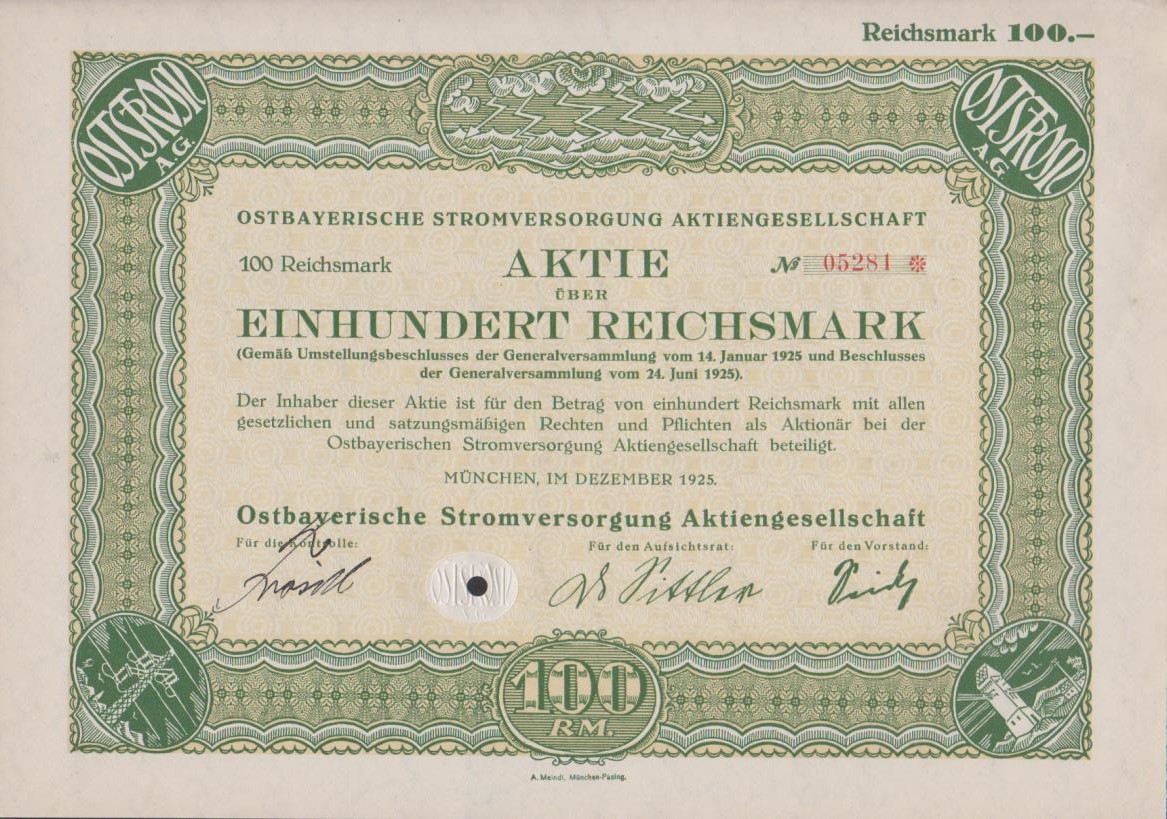 Reichsmark 100.—
OSTSTROM
A.G.
OSTSTROM
A.G.
OSTBAYERISCHE STROMVERSORGUNG AKTIENGESELLSCHAFT
100 Reichsmark AKTIE № 05281
ÜBER
EINHUNDERT REICHSMARK
(Gemäß Umstellungsbeschlusses der Generalversammlung vom 14. Januar 1925 und Beschlusses
der Generalversammlung vom 24. Juni 1925).
Der Inhaber dieser Aktie ist für den Betrag von einhundert Reichsmark mit allen
gesetzlichen und satzungsmäßigen Rechten und Pflichten als Aktionär bei der
Ostbayerischen Stromversorgung Aktiengesellschaft beteiligt.
MÜNCHEN, IM DEZEMBER 1925.
Ostbayerische Stromversorgung Aktiengesellschaft
Für die Kontrolle: Für den Aufsichtsrat: Für den Vorstand:
OSTSTROM
100
R.M.
A. Meindl, München-Pasing.